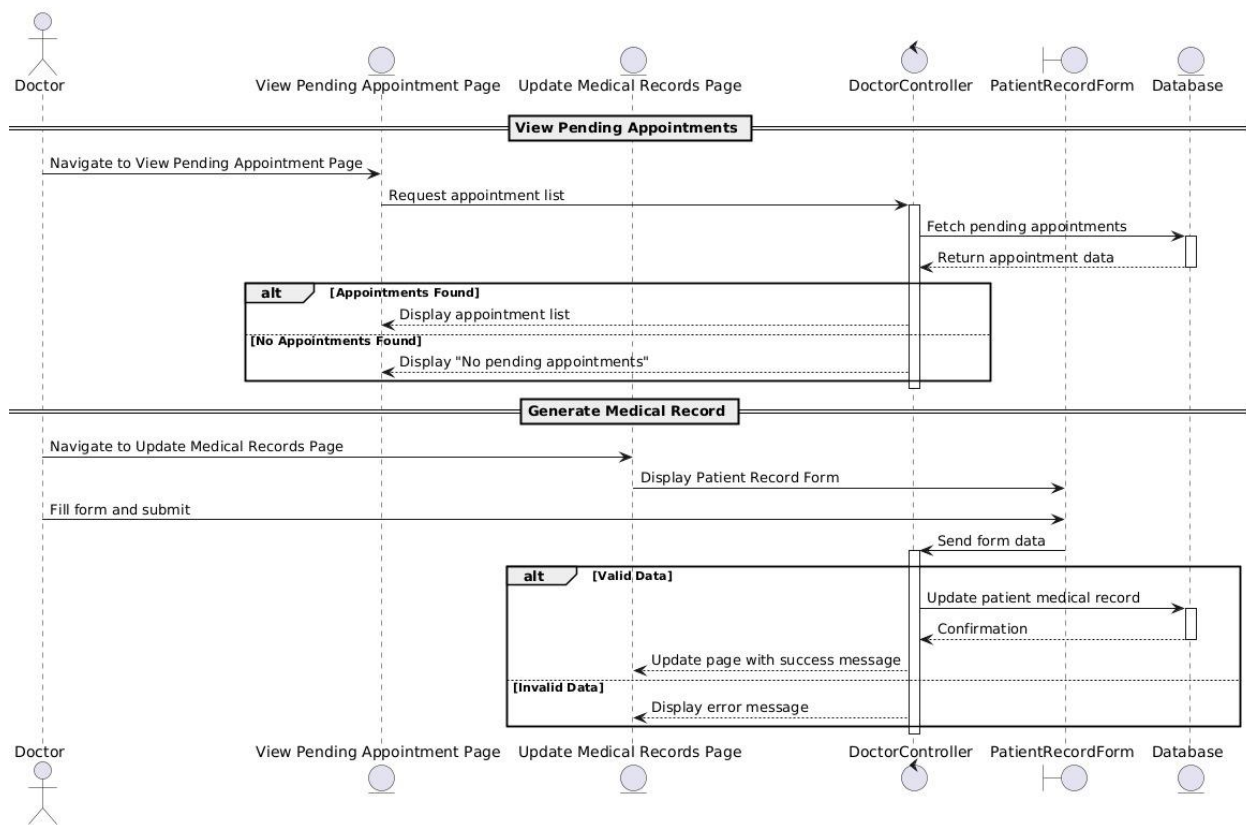 Doctor
View Pending Appointment Page
Update Medical Records Page
DoctorController
PatientRecordForm
Database
View Pending Appointments
Navigate to View Pending Appointment Page
Request appointment list
Fetch pending appointments
Return appointment data
alt [Appointments Found]
Display appointment list
[No Appointments Found]
Display "No pending appointments"
Generate Medical Record
Navigate to Update Medical Records Page
Display Patient Record Form
Fill form and submit
Send form data
alt [Valid Data]
Update patient medical record
Confirmation
Update page with success message
[Invalid Data]
Display error message
Doctor
View Pending Appointment Page
Update Medical Records Page
DoctorController
PatientRecordForm
Database